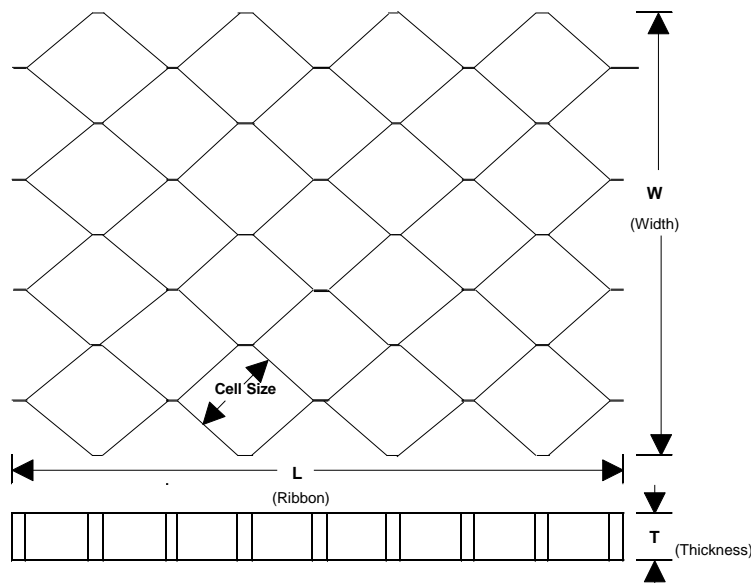 W
(Width)
Cell Size
L
(Ribbon)
T
(Thickness)